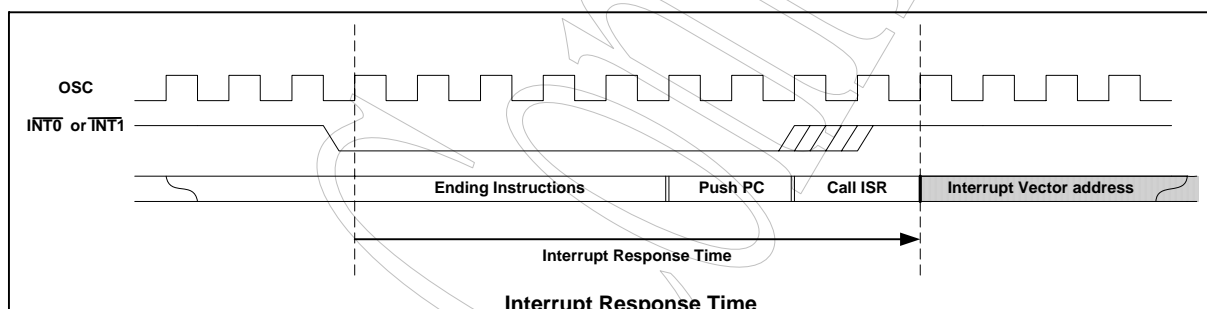 OSC
INT0 or INT1
Ending Instructions Push PC Call ISR Interrupt Vector address
Interrupt Response Time
Interrupt Response Time